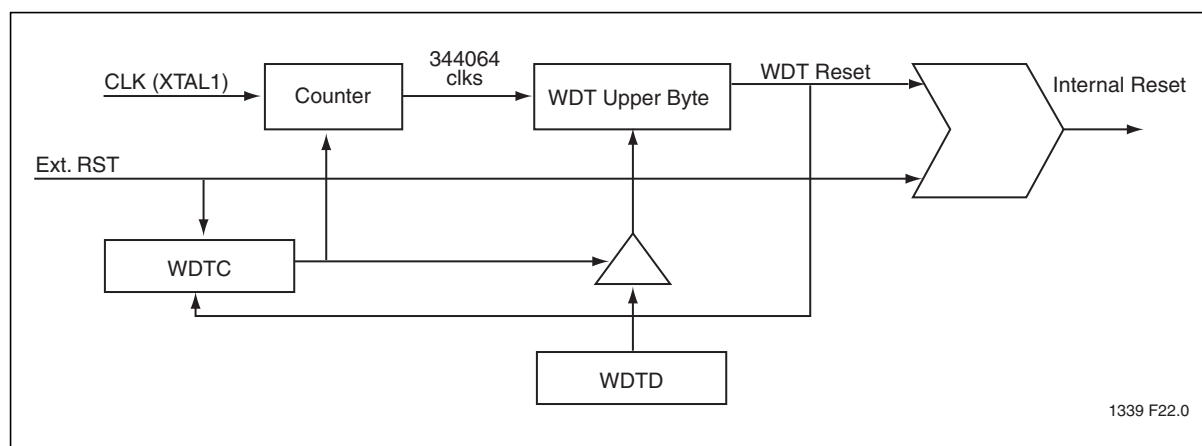 344064
clks
CLK (XTAL1)
Counter
WDT Upper Byte
WDT Reset
Internal Reset
Ext. RST
WDTC
WDTD
1339 F22.0